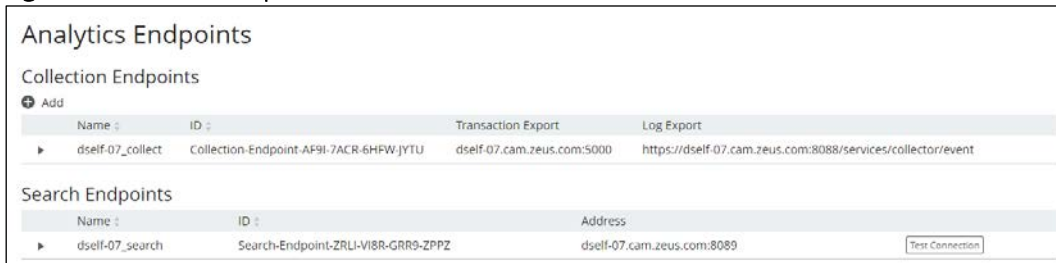 Analytics Endpoints
Collection Endpoints
Add
Name ID Transaction Export Log Export
dself-07_collect Collection-Endpoint-AF9I-7ACR-6HFW-JYTU dself-07.cam.zeus.com:5000 https://dself-07.cam.zeus.com:8088/services/collector/event
Search Endpoints
Name ID Address
dself-07_search Search-Endpoint-ZRLI-VI8R-GRR9-ZPPZ dself-07.cam.zeus.com:8089 Test Connection